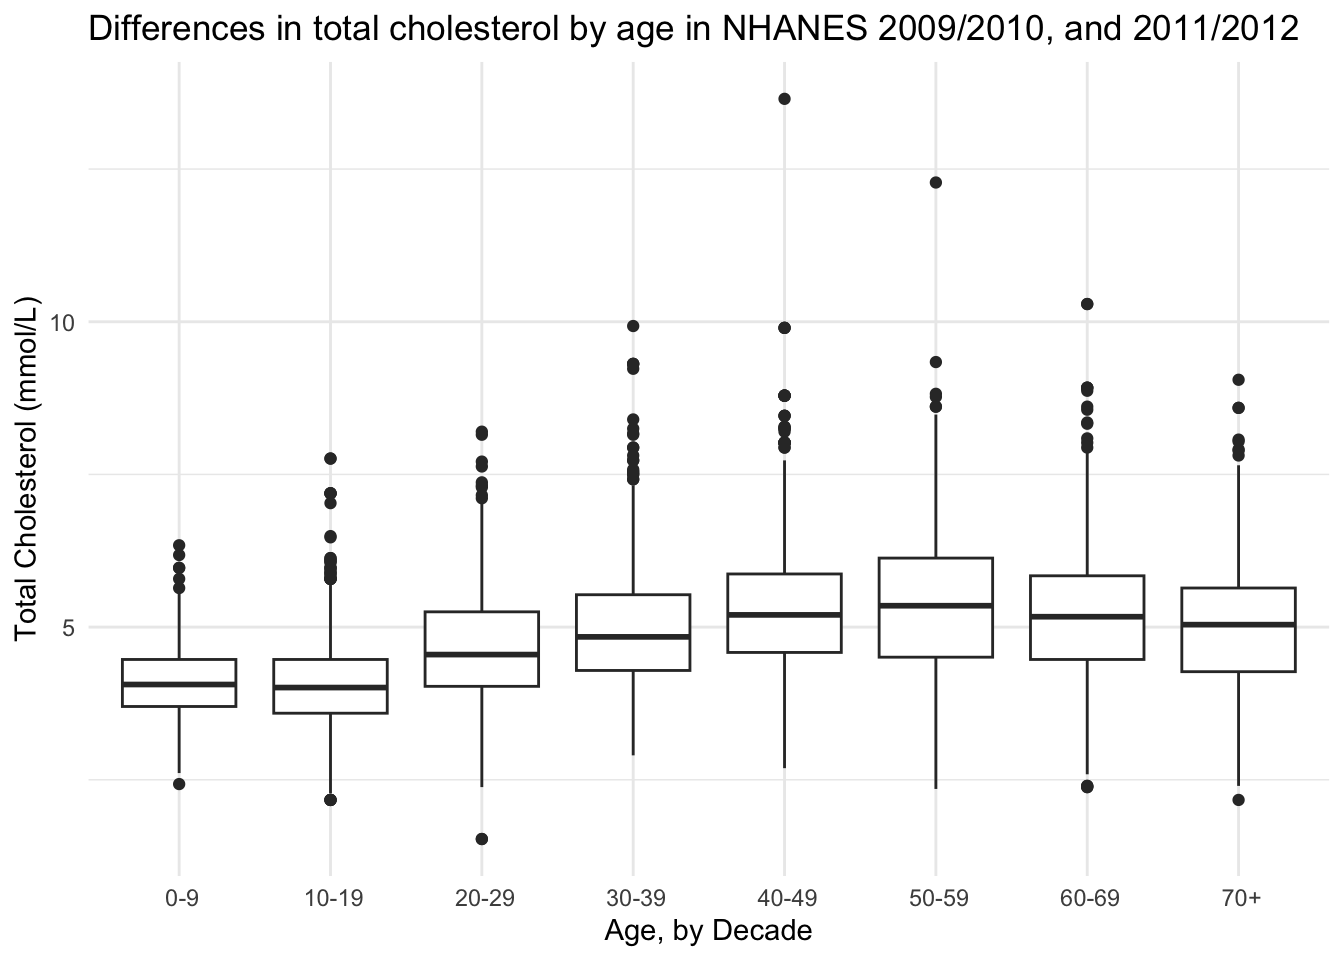 Differences in total cholesterol by age in NHANES 2009/2010, and 2011/2012
Total Cholesterol (mmol/L)
10
5
0-9 10-19 20-29 30-39 40-49 50-59 60-69 70+
Age, by Decade